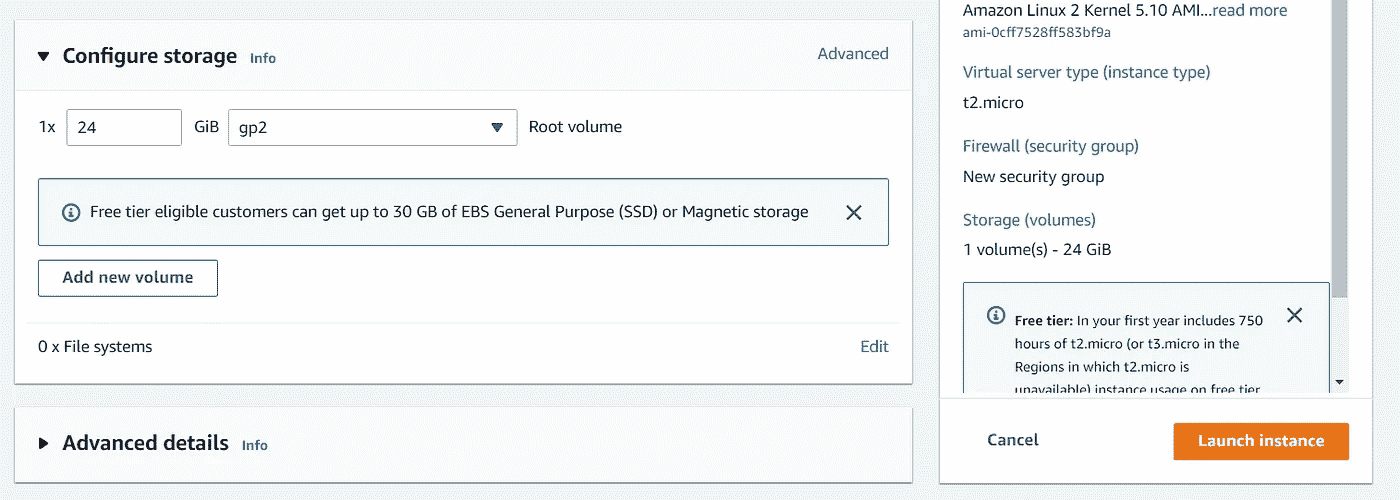 Configure storage Info
Advanced
1x 24 GiB gp2 Root volume
Free tier eligible customers can get up to 30 GB of EBS General Purpose (SSD) or Magnetic storage
Add new volume
0 x File systems
Edit
Advanced details Info
Amazon Linux 2 Kernel 5.10 AMI...read more
ami-0cff7528ff583bf9a
Virtual server type (instance type)
t2.micro
Firewall (security group)
New security group
Storage (volumes)
1 volume(s) - 24 GiB
Free tier: In your first year includes 750
hours of t2.micro (or t3.micro in the
Regions in which t2.micro is
unavailable) instance usage on free tier
Cancel
Launch instance